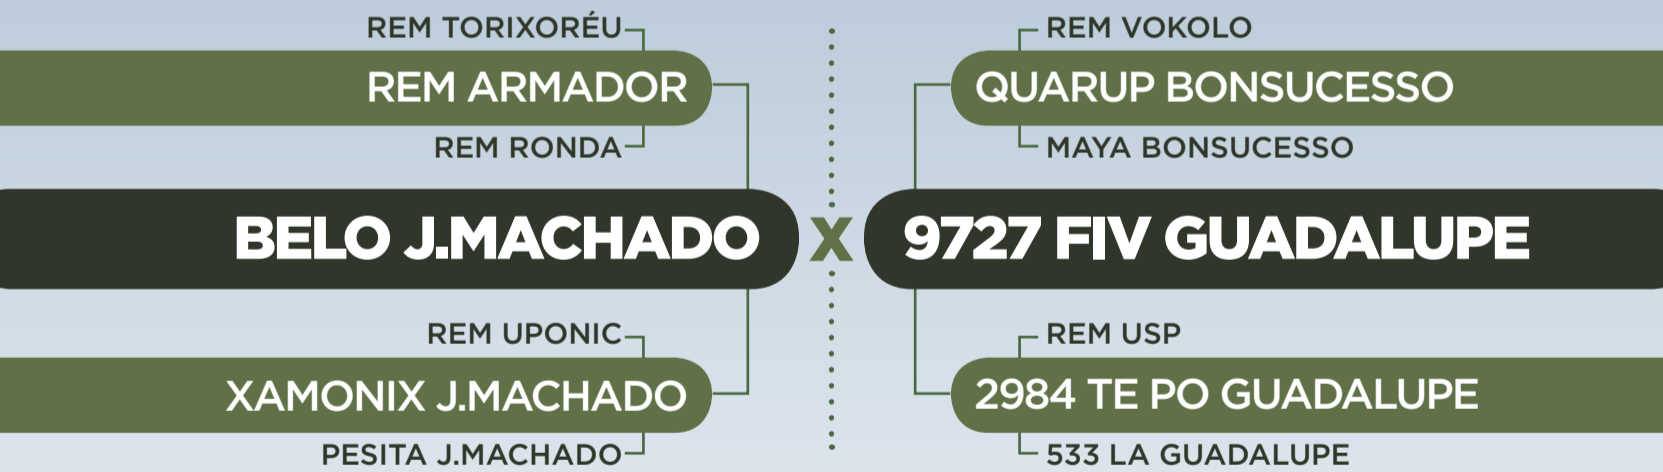 REM TORIXORÉU
REM ARMADOR
REM RONDA
BELO J.MACHADO
REM UPONIC
XAMONIX J.MACHADO
PESITA J.MACHADO
X
REM VOKOLO
QUARUP BONSUCESSO
MAYA BONSUCESSO
9727 FIV GUADALUPE
REM USP
2984 TE PO GUADALUPE
533 LA GUADALUPE